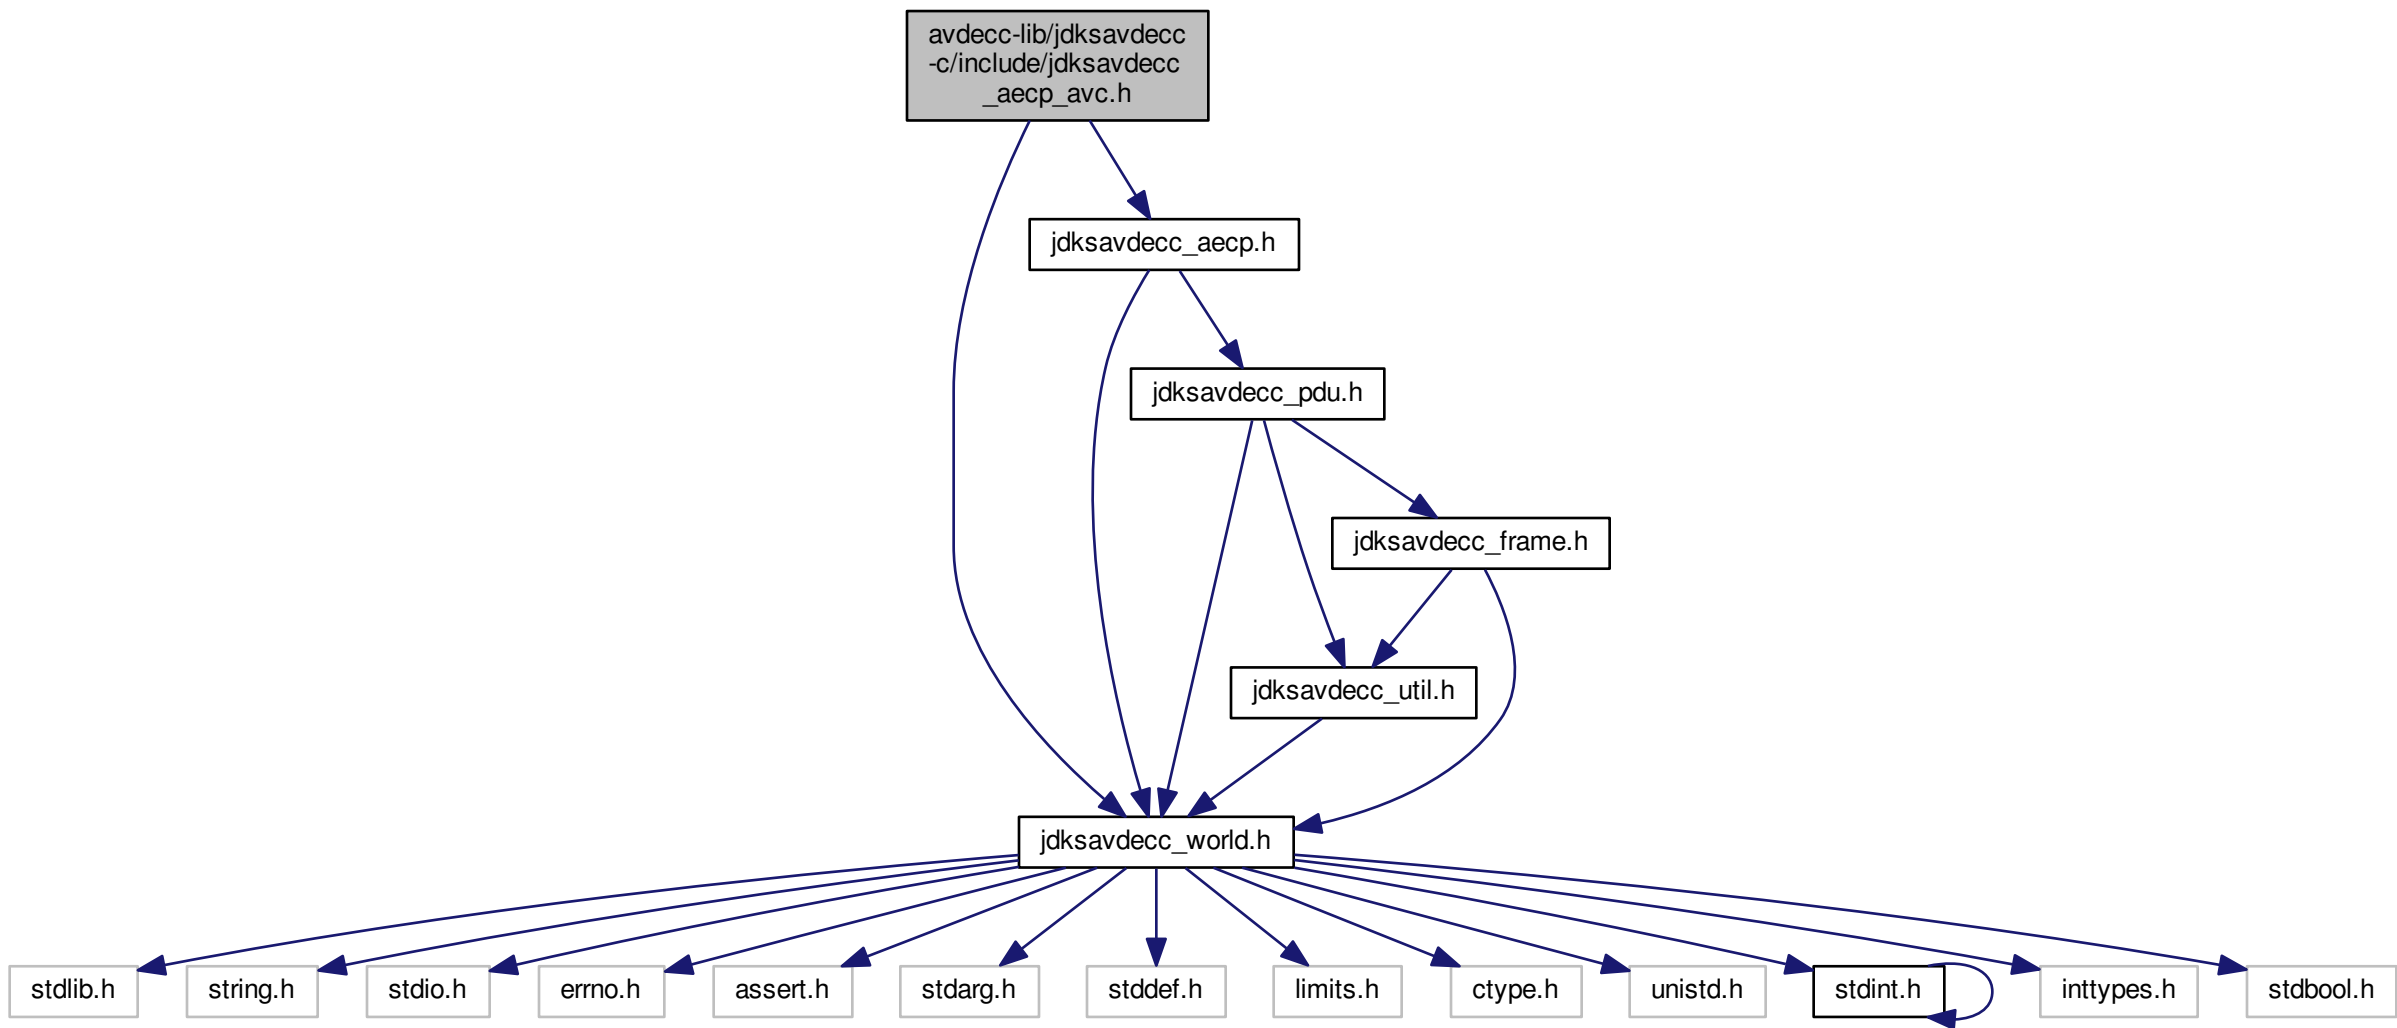 avdecc-lib/jdksavdecc
-c/include/jdksavdecc
_aecp_avc.h
jdksavdecc_aecp.h
jdksavdecc_pdu.h
jdksavdecc_frame.h
jdksavdecc_util.h
jdksavdecc_world.h
stdlib.h
string.h
stdio.h
errno.h
assert.h
stdarg.h
stddef.h
limits.h
ctype.h
unistd.h
stdint.h
inttypes.h
stdbool.h